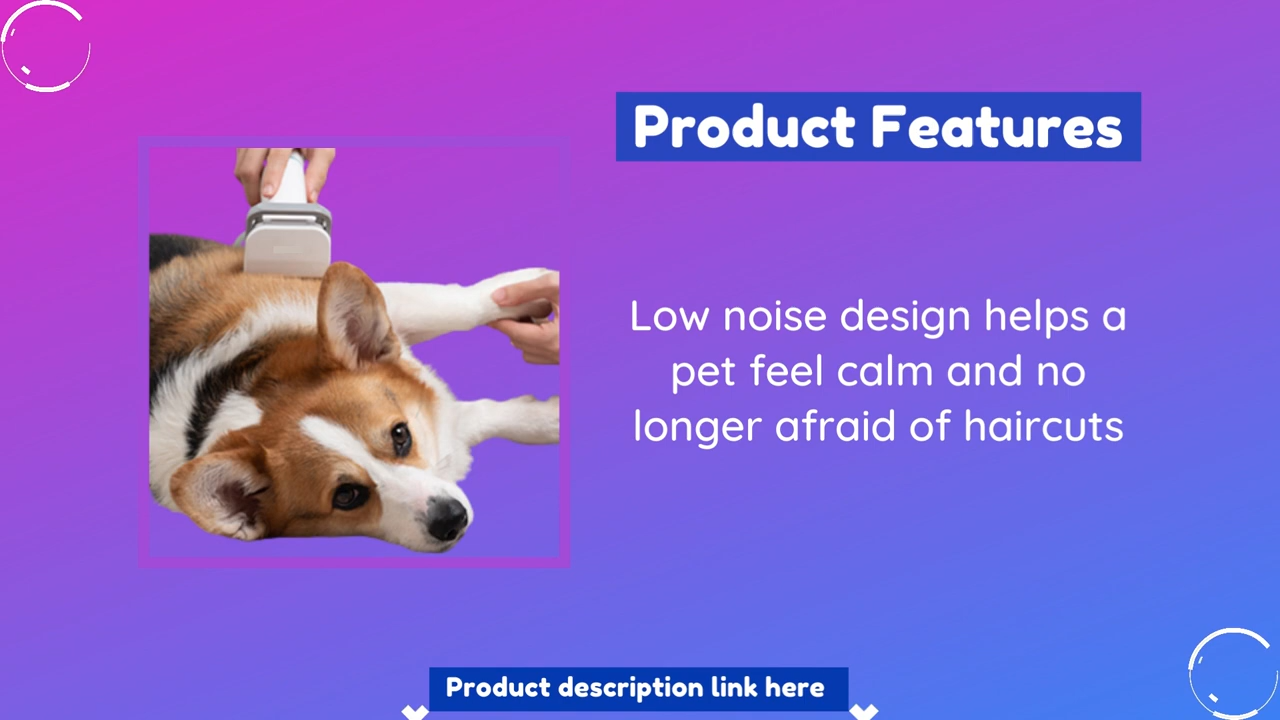 Product Features
Low noise design helps a
pet feel calm and no
longer afraid of haircuts
Product description link here